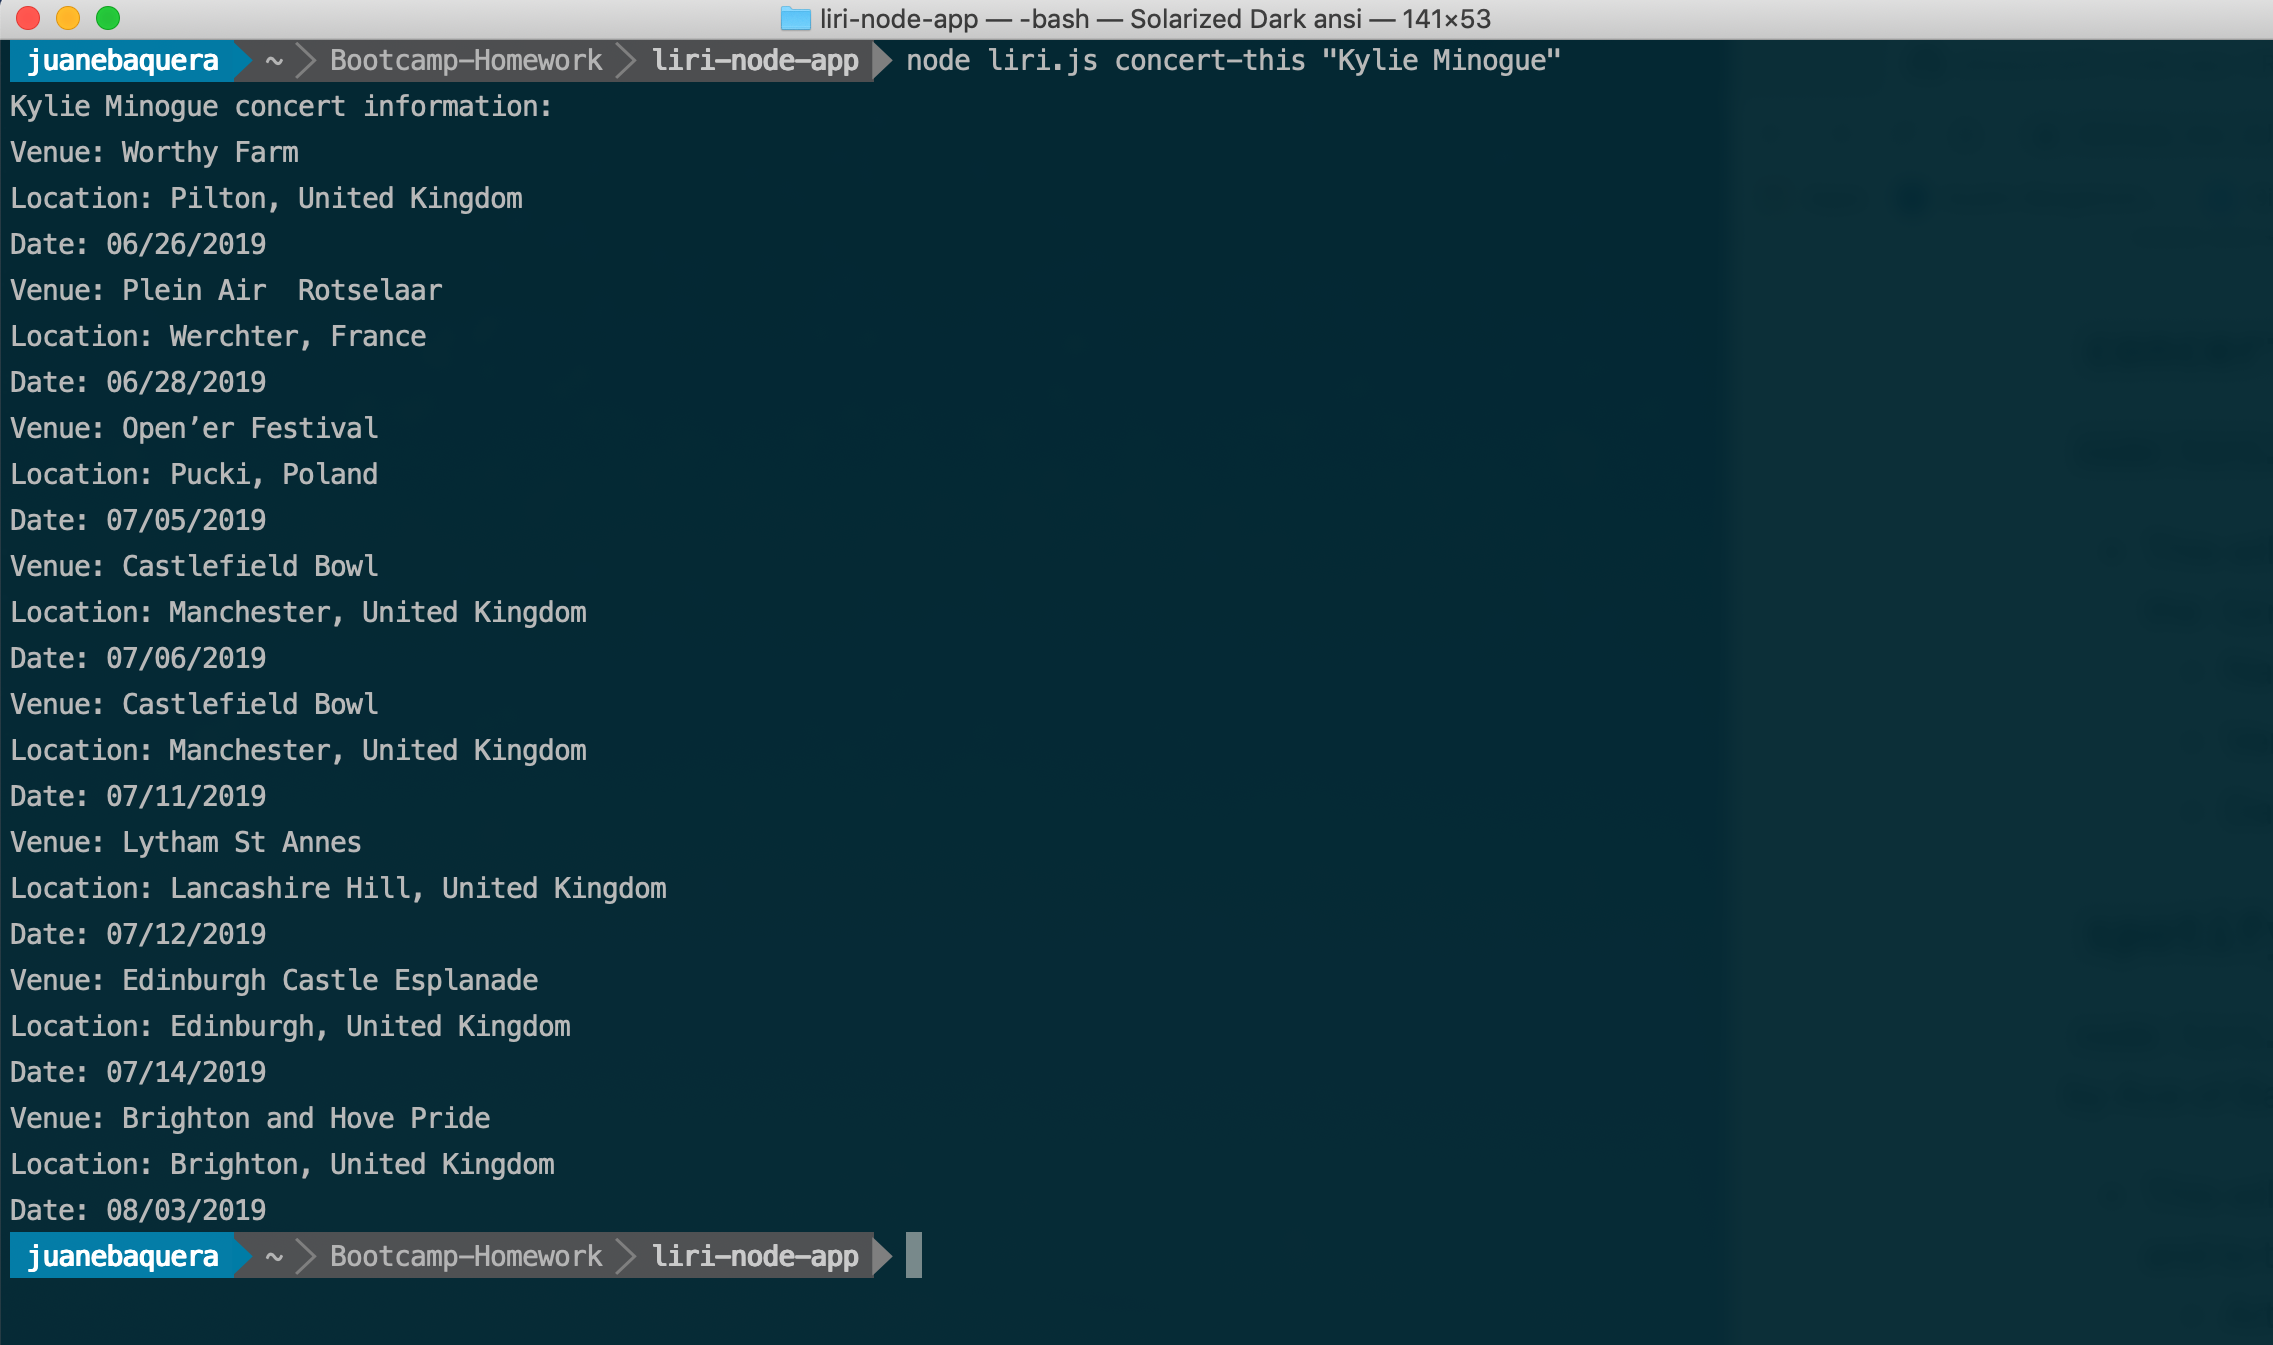 liri-node-app — -bash — Solarized Dark ansi — 141×53
juanebaquera ~ Bootcamp-Homework liri-node-app node liri.js concert-this "Kylie Minogue"
Kylie Minogue concert information:
Venue: Worthy Farm
Location: Pilton, United Kingdom
Date: 06/26/2019
Venue: Plein Air  Rotselaar
Location: Werchter, France
Date: 06/28/2019
Venue: Open’er Festival
Location: Pucki, Poland
Date: 07/05/2019
Venue: Castlefield Bowl
Location: Manchester, United Kingdom
Date: 07/06/2019
Venue: Castlefield Bowl
Location: Manchester, United Kingdom
Date: 07/11/2019
Venue: Lytham St Annes
Location: Lancashire Hill, United Kingdom
Date: 07/12/2019
Venue: Edinburgh Castle Esplanade
Location: Edinburgh, United Kingdom
Date: 07/14/2019
Venue: Brighton and Hove Pride
Location: Brighton, United Kingdom
Date: 08/03/2019
juanebaquera ~ Bootcamp-Homework liri-node-app